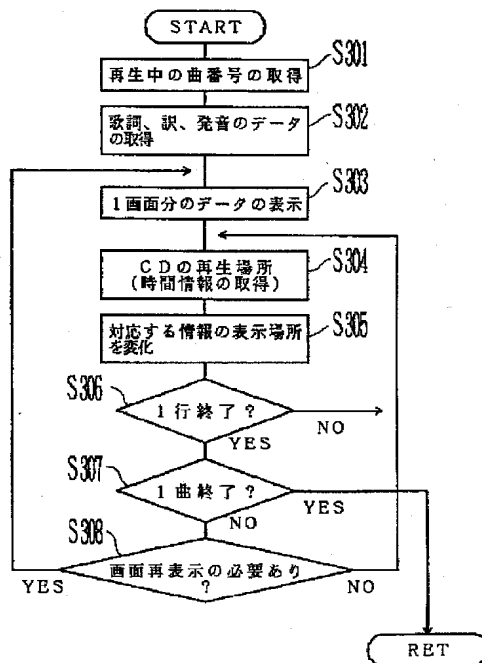 START
再生中の曲番号の取得
S301
歌詞、訳、発音のデータ
の取得
S302
1画面分のデータの表示
S303
CDの再生場所
(時間情報の取得)
S304
対応する情報の表示場所
を変化
S305
S306
1行終了?
NO
YES
S307
1曲終了?
YES
NO
S308
画面再表示の必要あり
?
YES
NO
RET